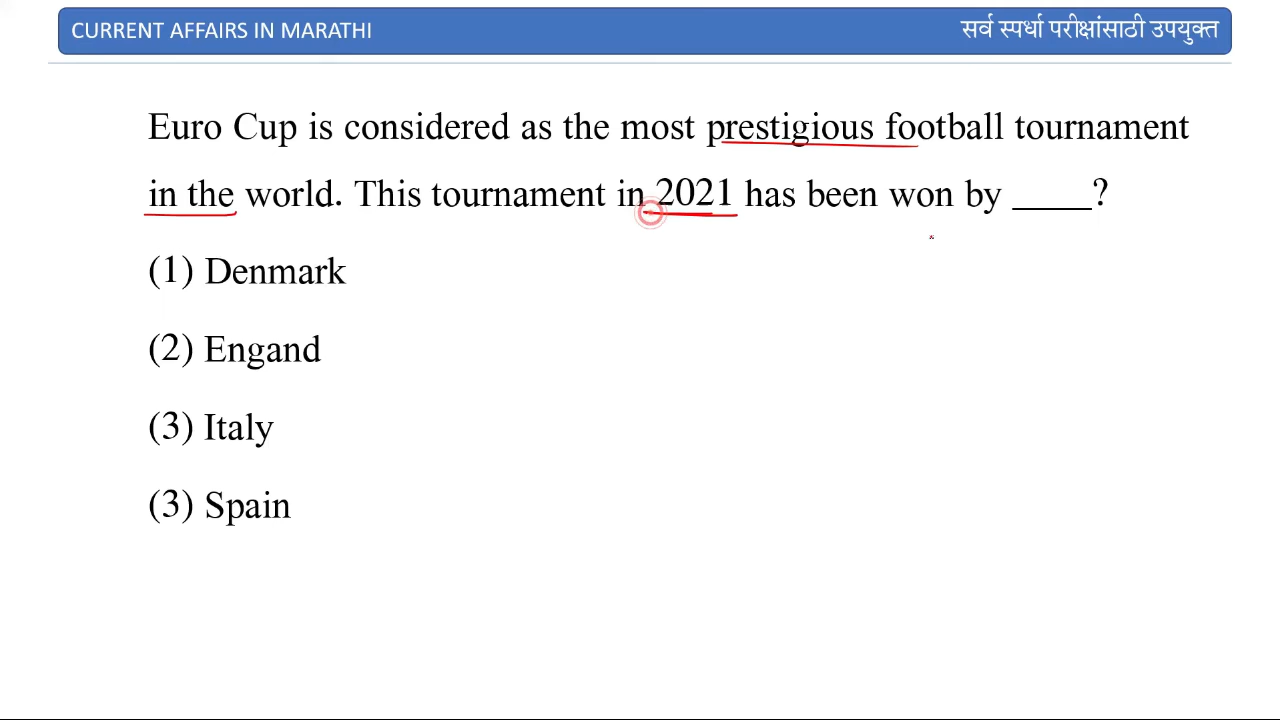 CURRENT AFFAIRS IN MARATHI
सर्व स्पर्धा परीक्षांसाठी उपयुक्त
Euro Cup is considered as the most prestigious football tournament
in the world. This tournament in 2021 has been won by ____?
(1) Denmark
(2) Engand
(3) Italy
(3) Spain